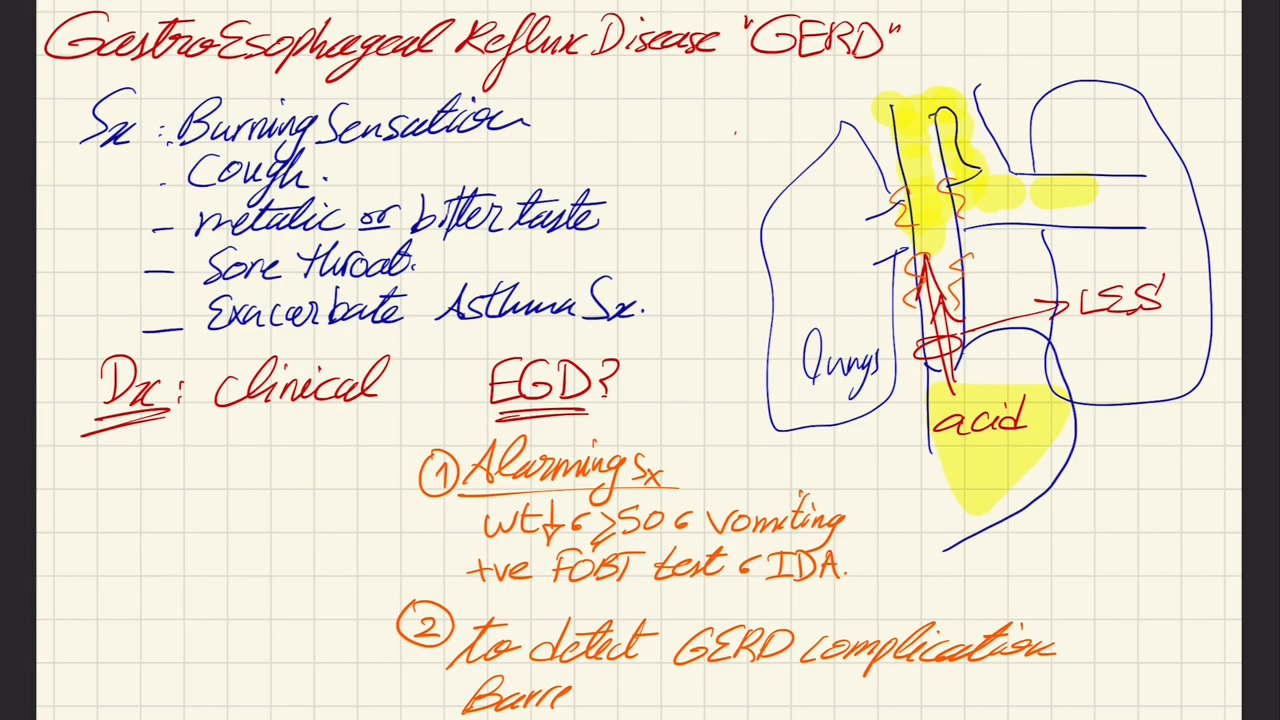 GastroEsophageal Reflux Disease "GERD"
Sx : Burning Sensation
. Cough.
- metalic or bitter taste
- Sore throat.
- Exacerbate Asthma Sx.
Dx : clinical EGD?
① Alarming Sx
wt↓ , ≥50 , vomiting
+ve FOBT test , IDA.
② to detect GERD complication
Barre
Lungs
LES
acid